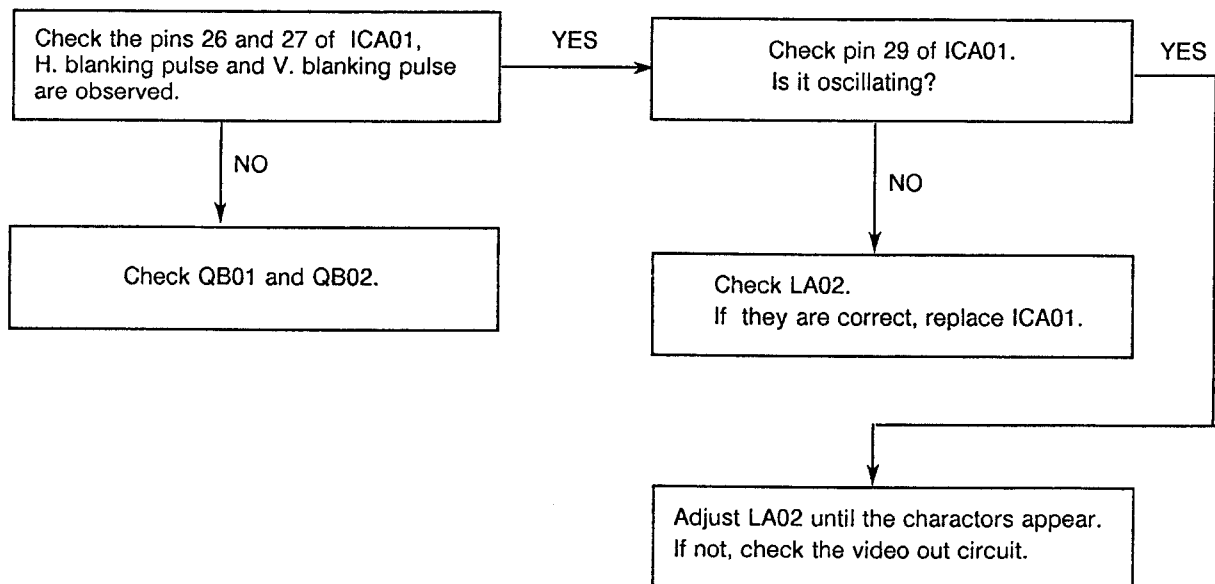 Check the pins 26 and 27 of ICA01,
H. blanking pulse and V. blanking pulse
are observed.
YES
Check pin 29 of ICA01.
Is it oscillating?
YES
NO
Check QB01 and QB02.
NO
Check LA02.
If they are correct, replace ICA01.
Adjust LA02 until the charactors appear.
If not, check the video out circuit.